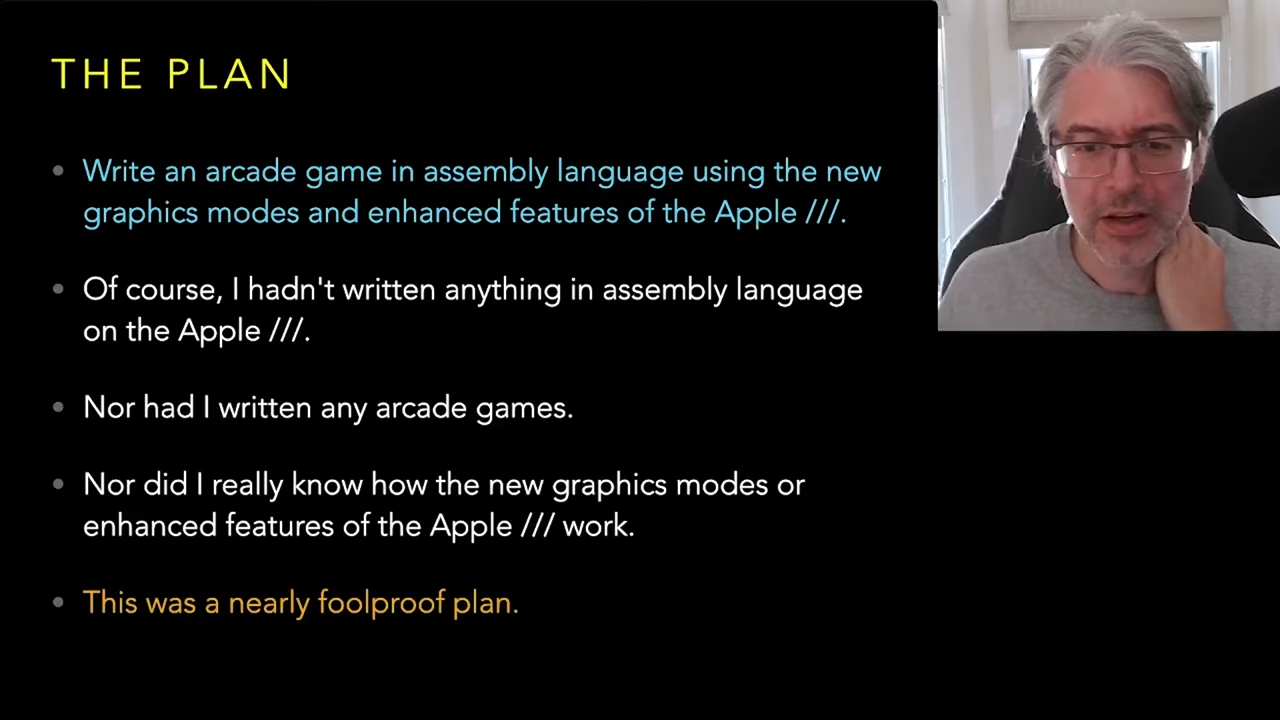 THE PLAN
Write an arcade game in assembly language using the new
graphics modes and enhanced features of the Apple ///.
Of course, I hadn't written anything in assembly language
on the Apple ///.
Nor had I written any arcade games.
Nor did I really know how the new graphics modes or
enhanced features of the Apple /// work.
This was a nearly foolproof plan.